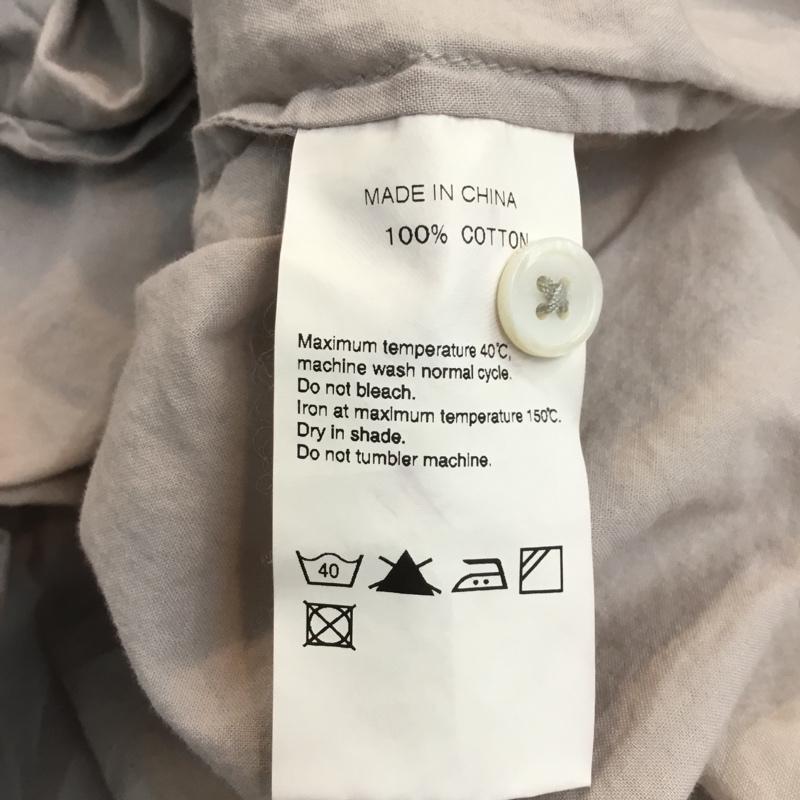 MADE IN CHINA
100% COTTON
Maximum temperature 40℃,
machine wash normal cycle.
Do not bleach.
Iron at maximum temperature 150℃.
Dry in shade.
Do not tumbler machine.
40